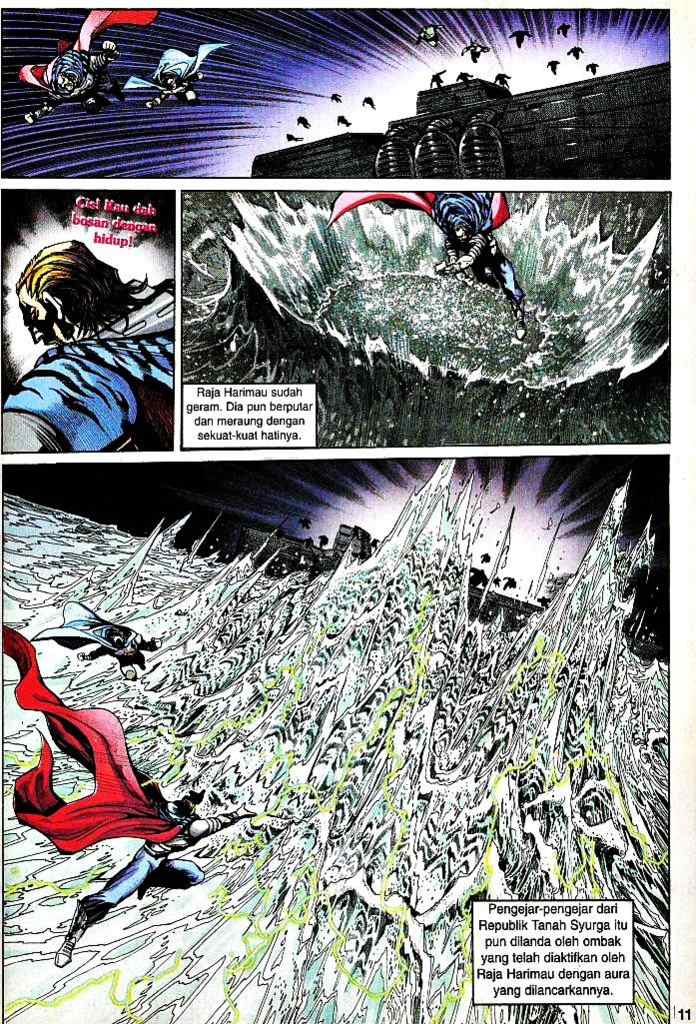 Cis! Kau dah
bosan dengan
hidup!
Raja Harimau sudah
geram. Dia pun berputar
dan meraung dengan
sekuat-kuat hatinya.
Pengejar-pengejar dari
Republik Tanah Syurga itu
pun dilanda oleh ombak
yang telah diaktifkan oleh
Raja Harimau dengan aura
yang dilancarkannya.
11